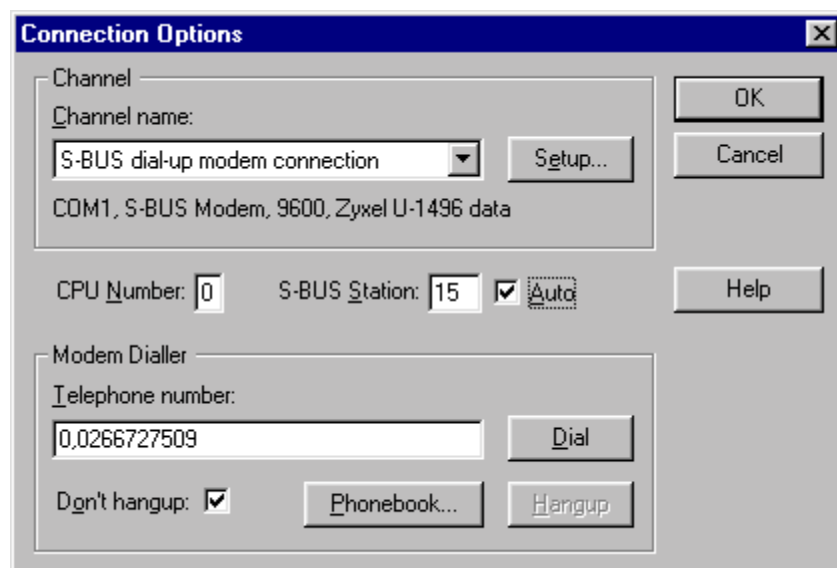 Connection Options
Channel
Channel name:
S-BUS dial-up modem connection
Setup...
COM1, S-BUS Modem, 9600, Zyxel U-1496 data
OK
Cancel
CPU Number: 0 S-BUS Station: 15 Auto
Help
Modem Dialler
Telephone number:
0,0266727509
Dial
Don't hangup:
Phonebook...
Hangup